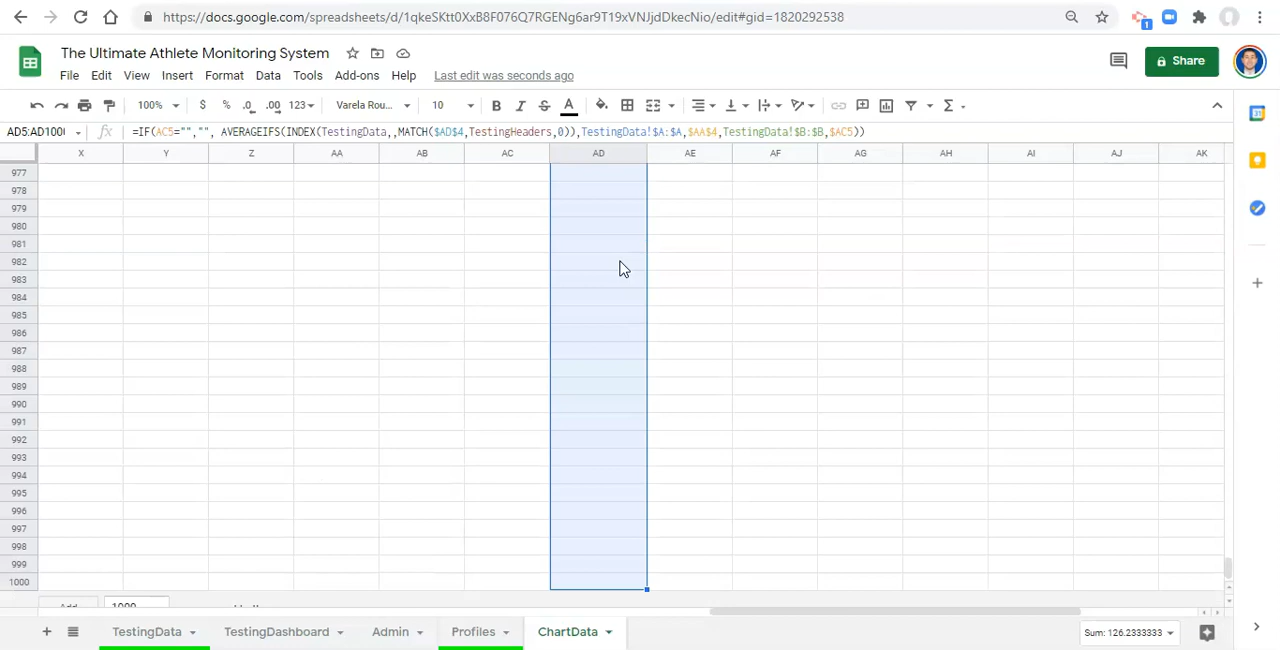 https://docs.google.com/spreadsheets/d/1qkeSKtt0XxB8F076Q7RGENg6ar9T19xVNJjdDkecNio/edit#gid=1820292538
1
The Ultimate Athlete Monitoring System
File Edit View Insert Format Data Tools Add-ons Help Last edit was seconds ago
Share
100% $ % .0 .00 123 Varela Rou... 10 B I S A
AD5:AD100 fx =IF(AC5="","", AVERAGEIFS(INDEX(TestingData,,MATCH($AD$4,TestingHeaders,0)),TestingData!$A:$A,$AA$4,TestingData!$B:$B,$AC5))
X Y Z AA AB AC AD AE AF AG AH AI AJ AK
977
978
979
980
981
982
983
984
985
986
987
988
989
990
991
992
993
994
995
996
997
998
999
1000
Add 1000
TestingData TestingDashboard Admin Profiles ChartData Sum: 126.2333333